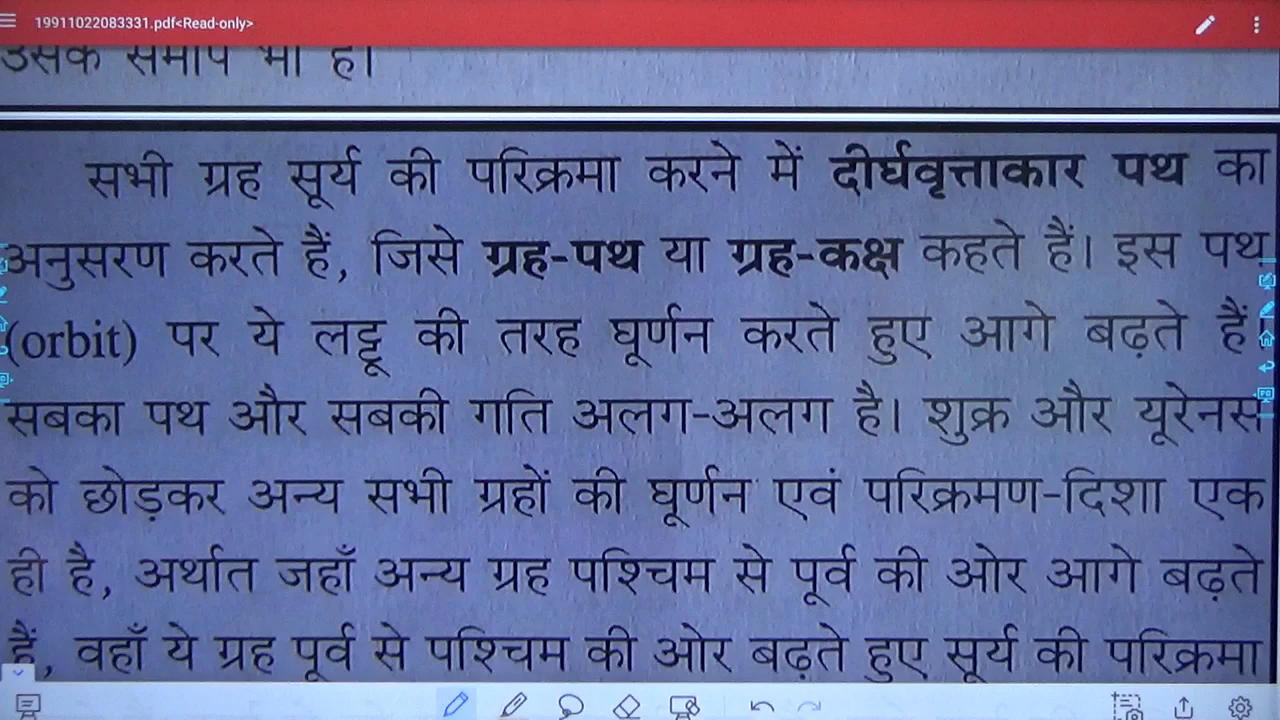 19911022083331.pdf<Read-only>
उसके समीप भी है।
सभी ग्रह सूर्य की परिक्रमा करने में दीर्घवृत्ताकार पथ का
अनुसरण करते हैं, जिसे ग्रह-पथ या ग्रह-कक्ष कहते हैं। इस पथ
(orbit) पर ये लट्टू की तरह घूर्णन करते हुए आगे बढ़ते हैं।
सबका पथ और सबकी गति अलग-अलग है। शुक्र और यूरेनस
को छोड़कर अन्य सभी ग्रहों की घूर्णन एवं परिक्रमण-दिशा एक
ही है, अर्थात जहाँ अन्य ग्रह पश्चिम से पूर्व की ओर आगे बढ़ते
हैं, वहाँ ये ग्रह पूर्व से पश्चिम की ओर बढ़ते हुए सूर्य की परिक्रमा